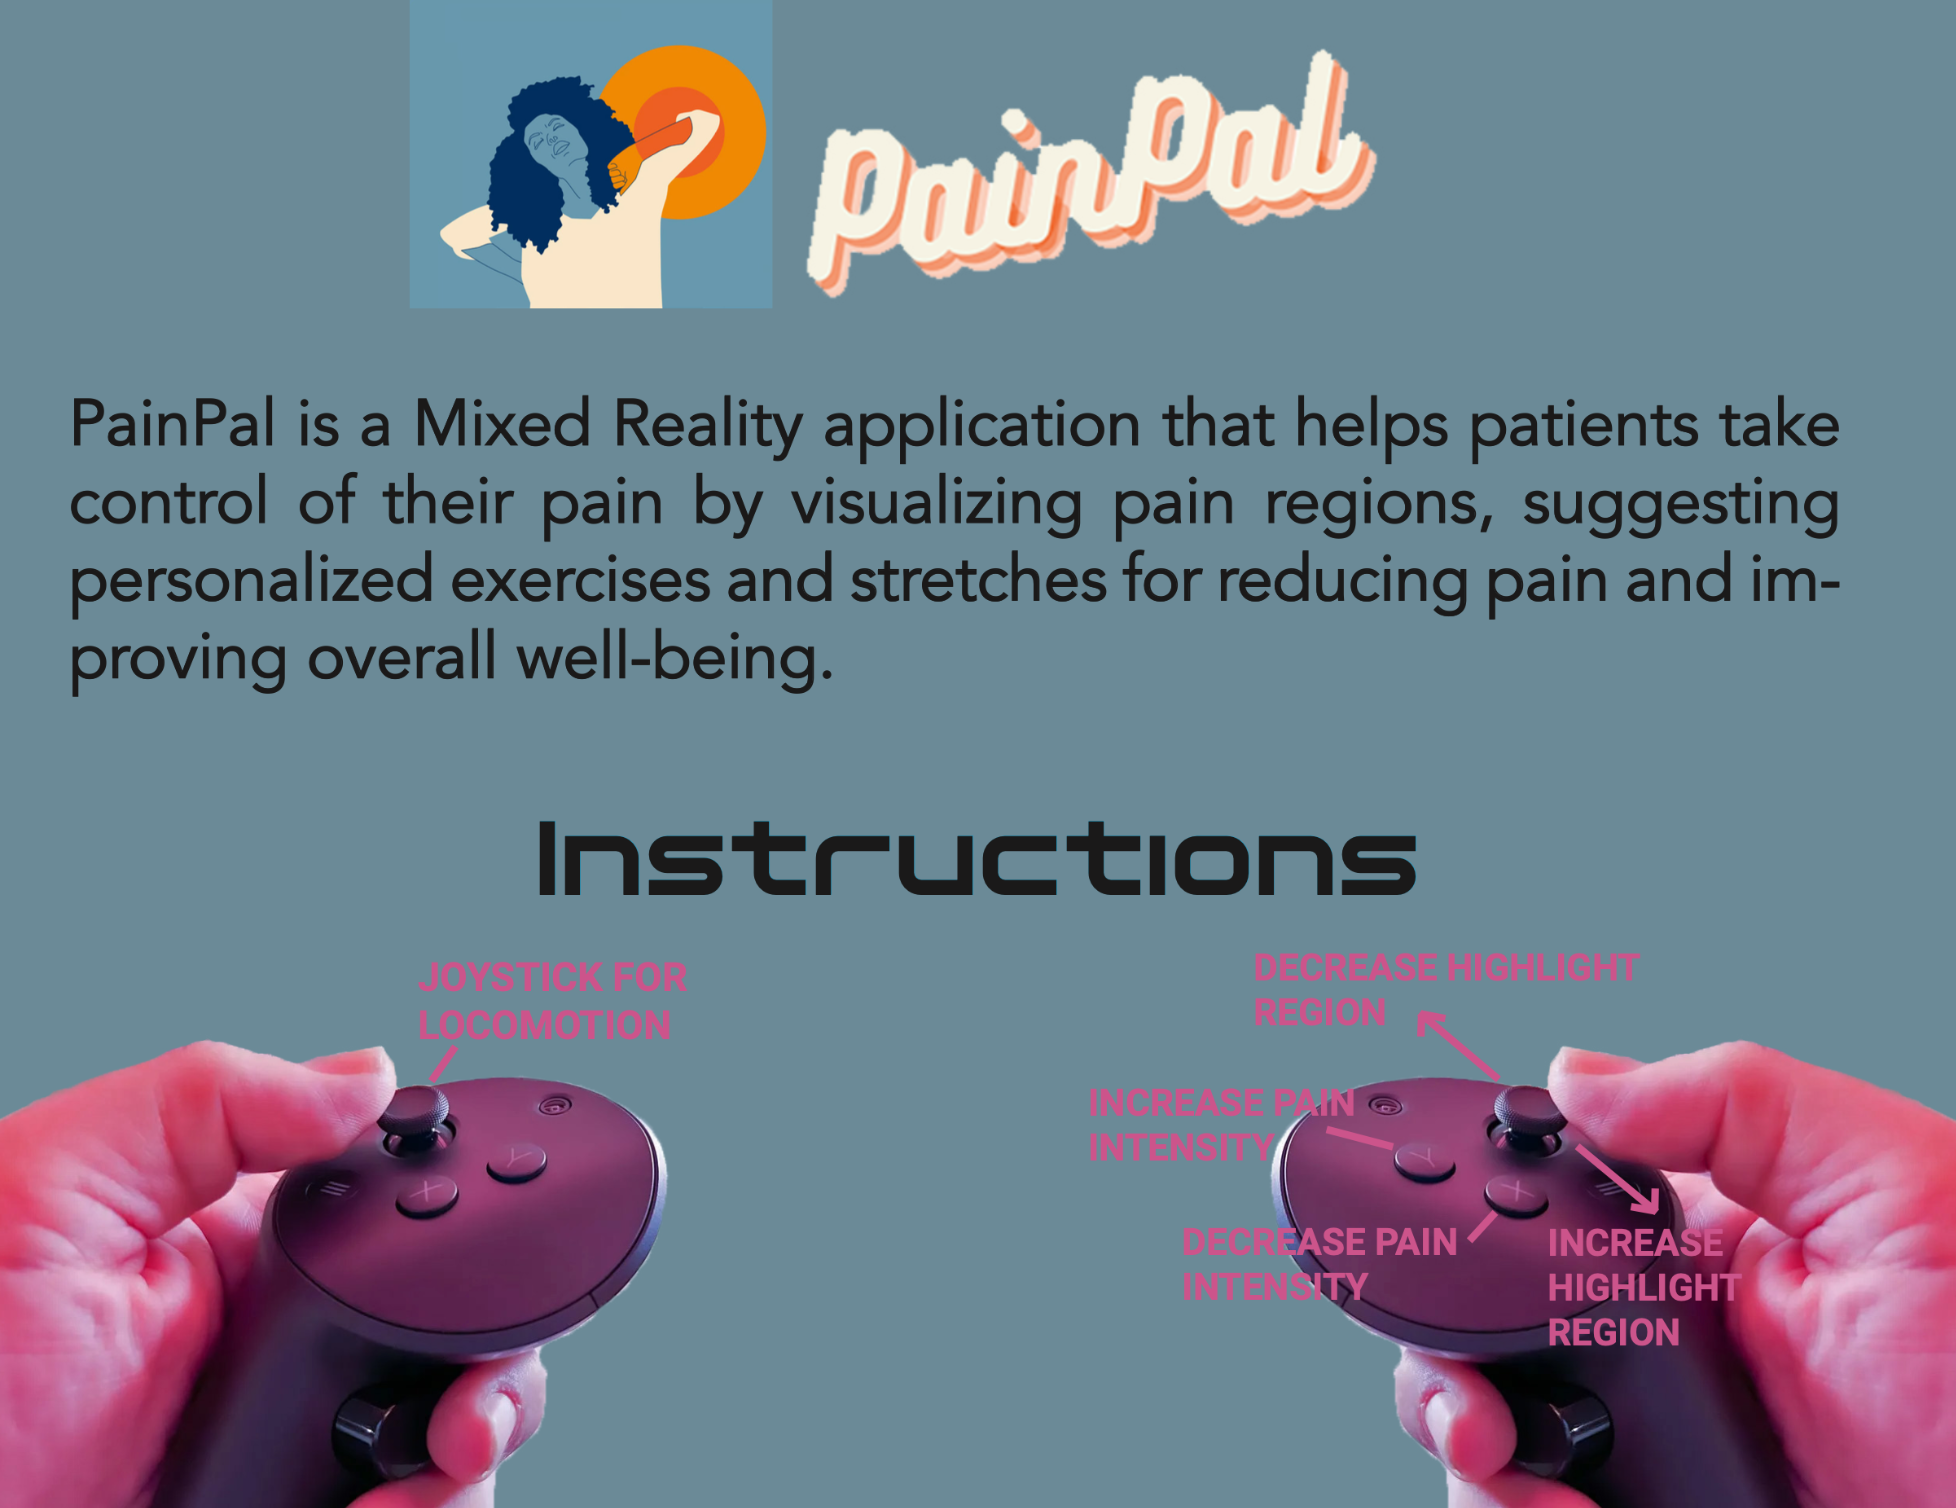 PainPal
PainPal is a Mixed Reality application that helps patients take
control of their pain by visualizing pain regions, suggesting
personalized exercises and stretches for reducing pain and im-
proving overall well-being.
Instructions
JOYSTICK FOR
LOCOMOTION
Y
X
DECREASE HIGHLIGHT
REGION
INCREASE PAIN
INTENSITY
Y
X
DECREASE PAIN
INTENSITY
INCREASE
HIGHLIGHT
REGION